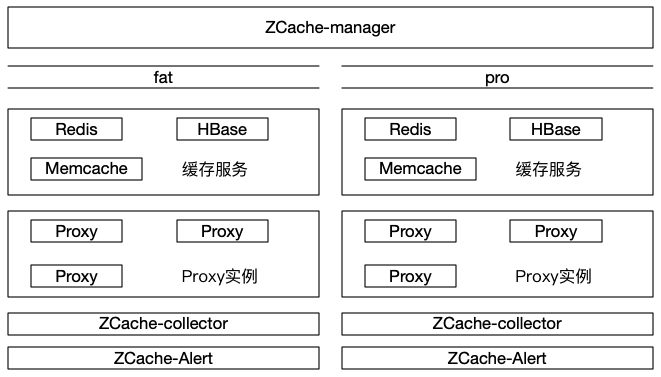 ZCache-manager
fat
Redis
HBase
Memcache
缓存服务
Proxy
Proxy
Proxy
Proxy实例
ZCache-collector
ZCache-Alert
pro
Redis
HBase
Memcache
缓存服务
Proxy
Proxy
Proxy
Proxy实例
ZCache-collector
ZCache-Alert